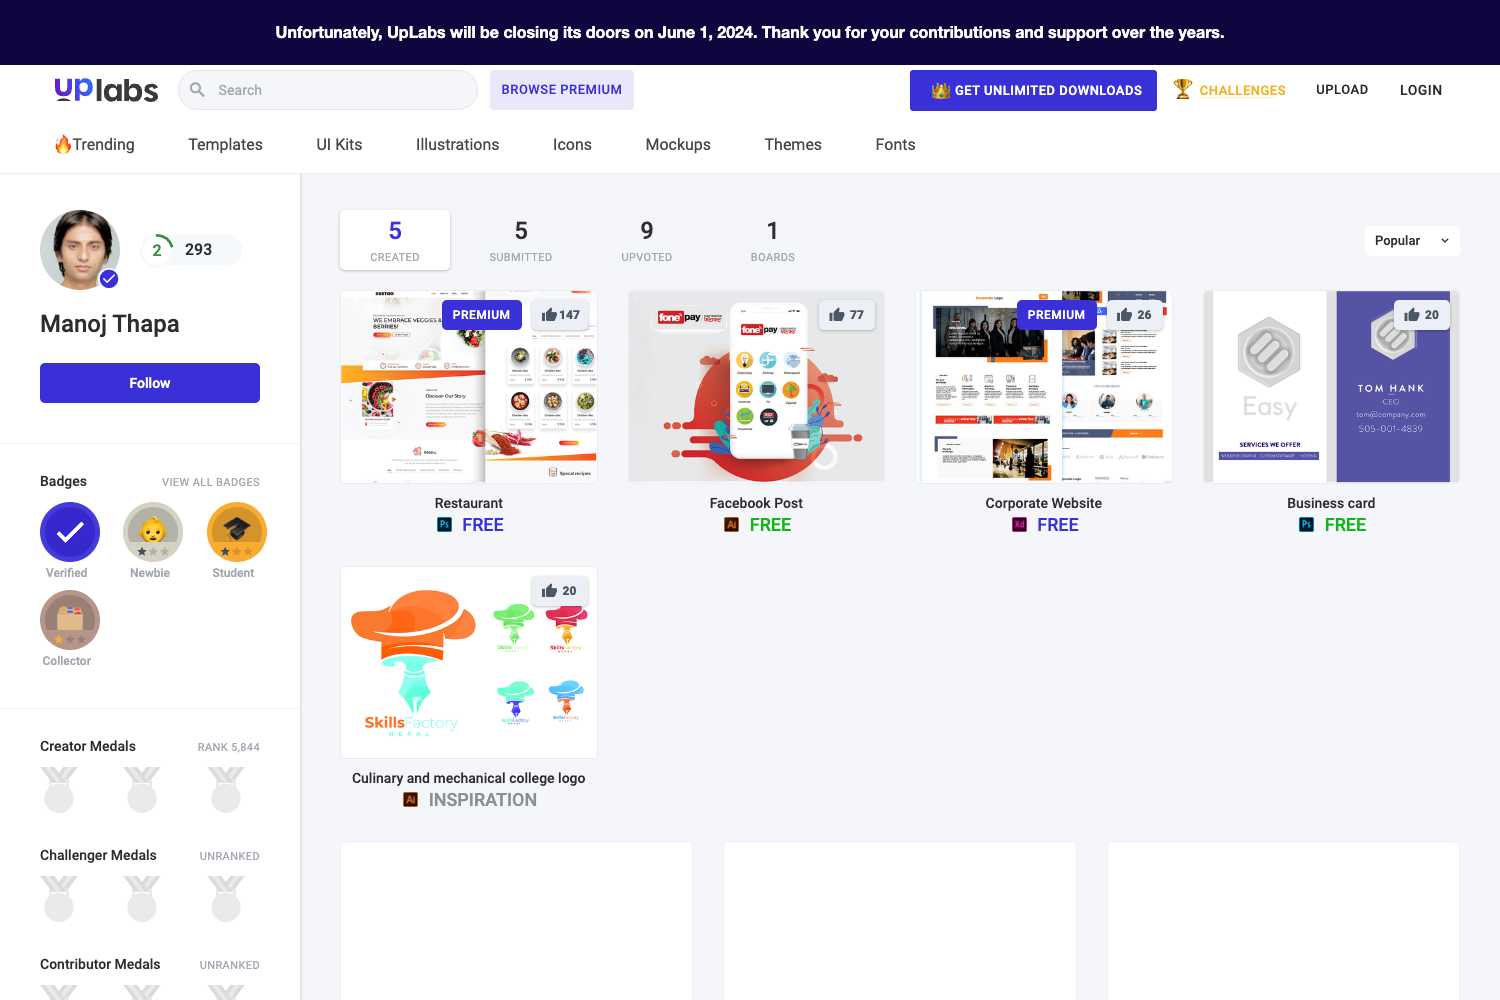 Unfortunately, UpLabs will be closing its doors on June 1, 2024. Thank you for your contributions and support over the years.
uplabs
Search
BROWSE PREMIUM
GET UNLIMITED DOWNLOADS
CHALLENGES
UPLOAD
LOGIN
Trending
Templates
UI Kits
Illustrations
Icons
Mockups
Themes
Fonts
2
293
Manoj Thapa
Follow
Badges
VIEW ALL BADGES
Verified
Newbie
Student
Collector
Creator Medals
RANK 5,844
Challenger Medals
UNRANKED
Contributor Medals
UNRANKED
5
CREATED
5
SUBMITTED
9
UPVOTED
1
BOARDS
Popular
PREMIUM
147
WE EMBRACE VEGGIES &
BERRIES!
Discover Our Story
Menu
Special recipes
Restaurant
Ps
FREE
77
fonepay
fonepay
Facebook Post
Ai
FREE
PREMIUM
26
Corporate Website
Xd
FREE
20
Easy
SERVICES WE OFFER
TOM HANK
CEO
tom@company.com
505-001-4839
Business card
Ps
FREE
20
SkillsFactory
NEPAL
SkillsFactory
SkillsFactory
SkillsFactory
SkillsFactory
Culinary and mechanical college logo
Ai
INSPIRATION